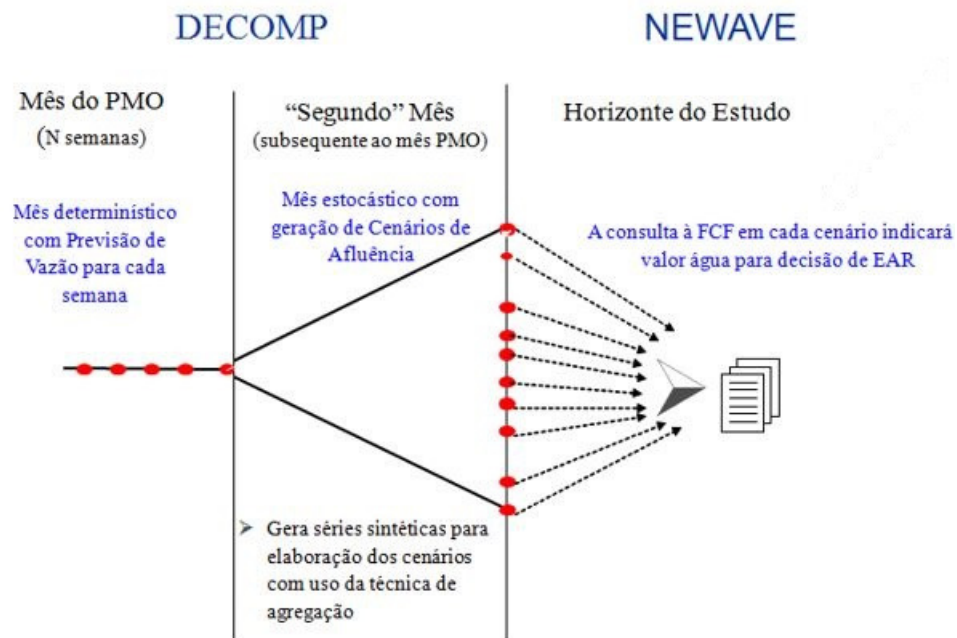 DECOMP
NEWAVE
Mês do PMO
(N semanas)
“Segundo” Mês
(subsequente ao mês PMO)
Horizonte do Estudo
Mês determinístico
com Previsão de
Vazão para cada
semana
Mês estocástico com
geração de Cenários de
Afluência
A consulta à FCF em cada cenário indicará
valor água para decisão de EAR
Gera séries sintéticas para
elaboração dos cenários
com uso da técnica de
agregação